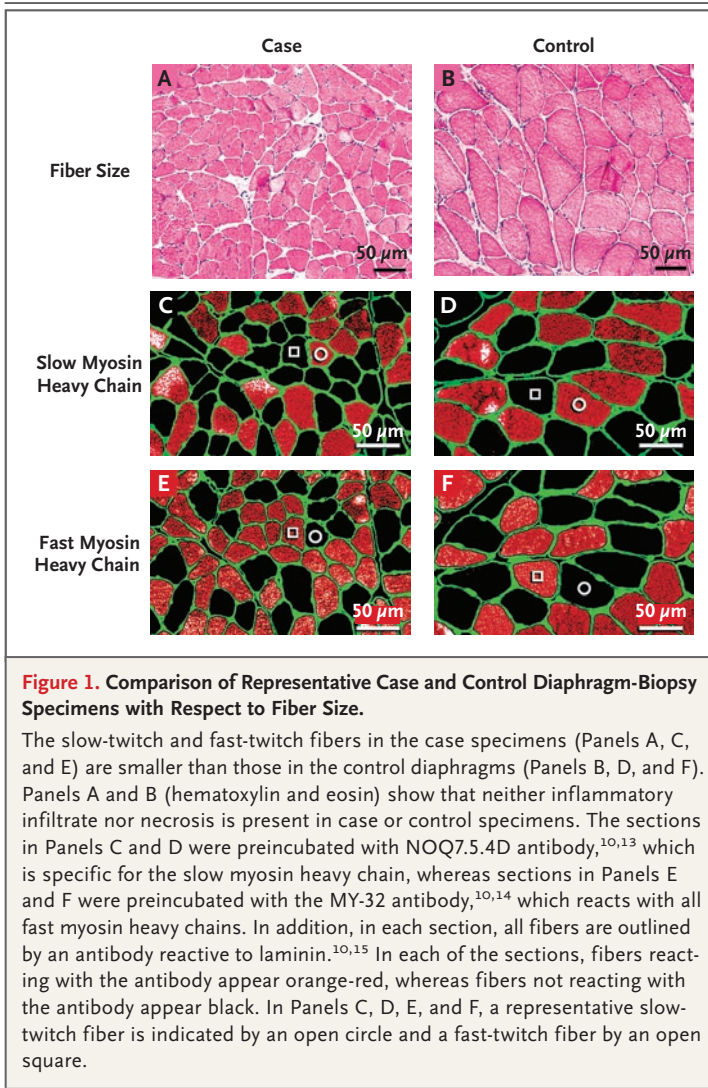 Case
Control
A
B
Fiber Size
50 µm
50 µm
C
D
Slow Myosin
Heavy Chain
50 µm
50 µm
E
F
Fast Myosin
Heavy Chain
50 µm
50 µm
Figure 1. Comparison of Representative Case and Control Diaphragm-Biopsy
Specimens with Respect to Fiber Size.
The slow-twitch and fast-twitch fibers in the case specimens (Panels A, C,
and E) are smaller than those in the control diaphragms (Panels B, D, and F).
Panels A and B (hematoxylin and eosin) show that neither inflammatory
infiltrate nor necrosis is present in case or control specimens. The sections
in Panels C and D were preincubated with NOQ7.5.4D antibody,10,13 which
is specific for the slow myosin heavy chain, whereas sections in Panels E
and F were preincubated with the MY-32 antibody,10,14 which reacts with all
fast myosin heavy chains. In addition, in each section, all fibers are outlined
by an antibody reactive to laminin.10,15 In each of the sections, fibers react-
ing with the antibody appear orange-red, whereas fibers not reacting with
the antibody appear black. In Panels C, D, E, and F, a representative slow-
twitch fiber is indicated by an open circle and a fast-twitch fiber by an open
square.